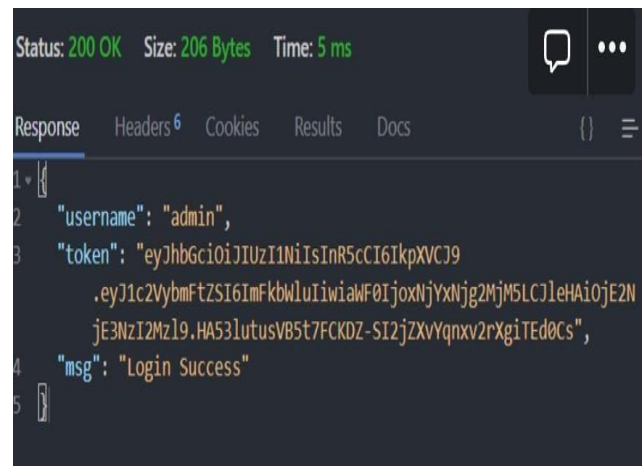 Status: 200 OK Size: 206 Bytes Time: 5 ms
Response Headers 6 Cookies Results Docs {}
1 {
2 "username": "admin",
3 "token": "eyJhbGciOiJIUzI1NiIsInR5cCI6IkpXVCJ9
.eyJ1c2VybmFtZSI6ImFkbWluIiwiaWF0IjoxNjYxNjg2MjM5LCJleHAiOjE2N
jE3NzI2Mzl9.HA53lutusVB5t7FCKDZ-SI2jZXvYqnxv2rXgiTEd0Cs",
4 "msg": "Login Success"
5 }